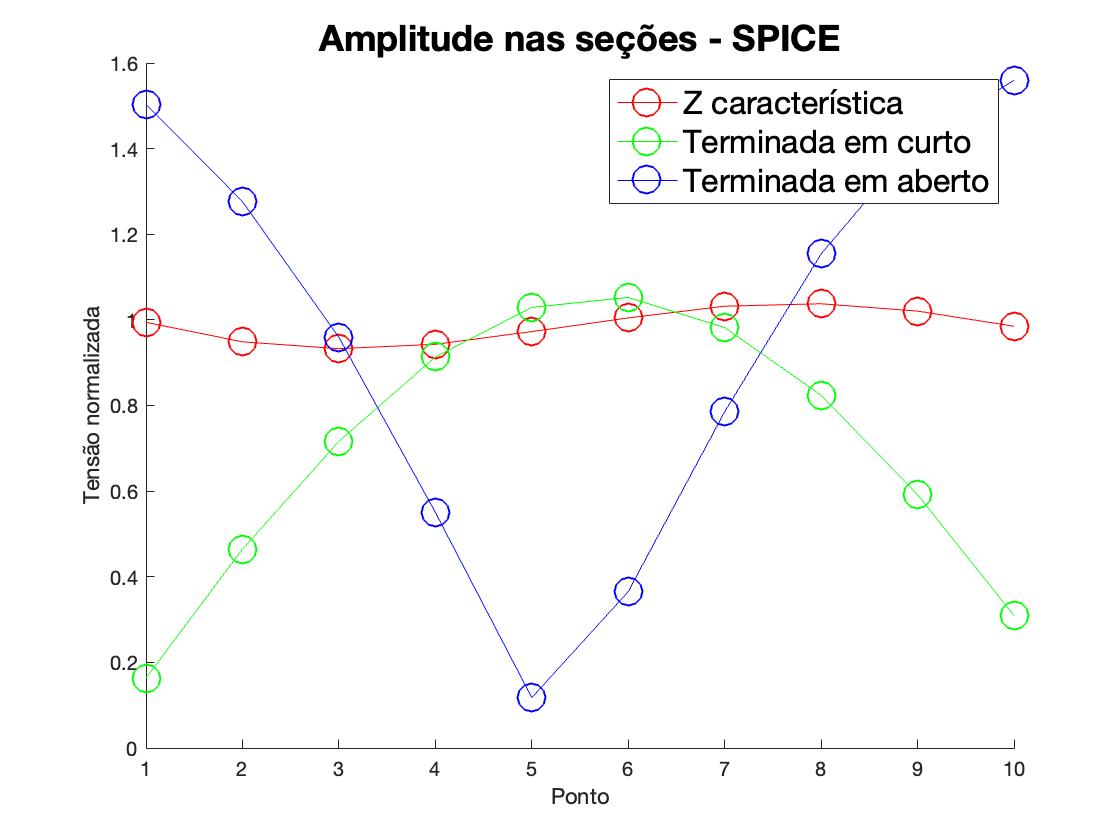 Amplitude nas seções - SPICE
Z característica
Terminada em curto
Terminada em aberto
1.6
1.4
1.2
1
0.8
0.6
0.4
0.2
0
Tensão normalizada
1 2 3 4 5 6 7 8 9 10
Ponto